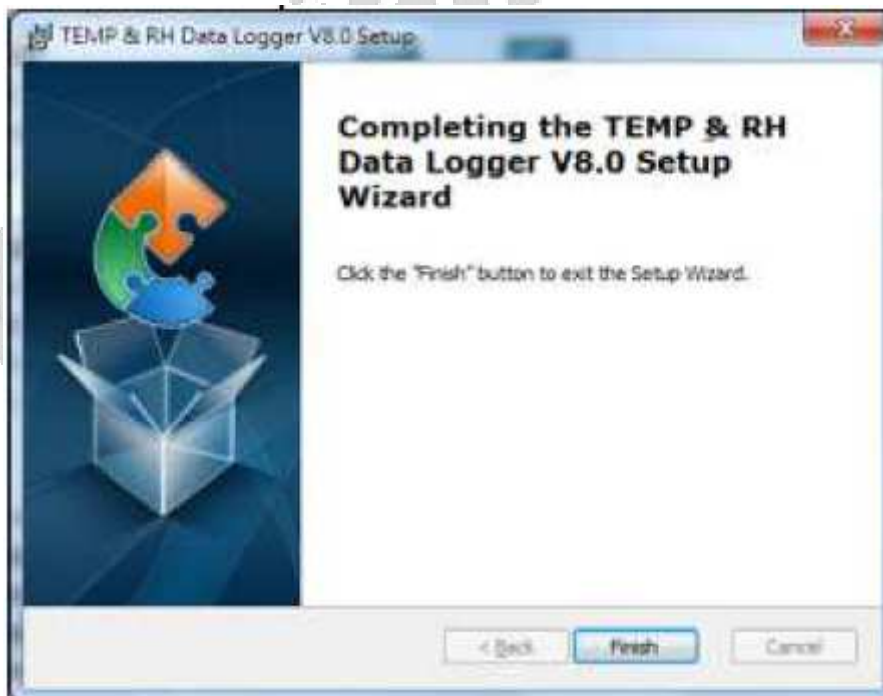 TEMP & RH Data Logger V8.0 Setup
Completing the TEMP & RH
Data Logger V8.0 Setup
Wizard
Click the "Finish" button to exit the Setup Wizard.
< Back
Finish
Cancel